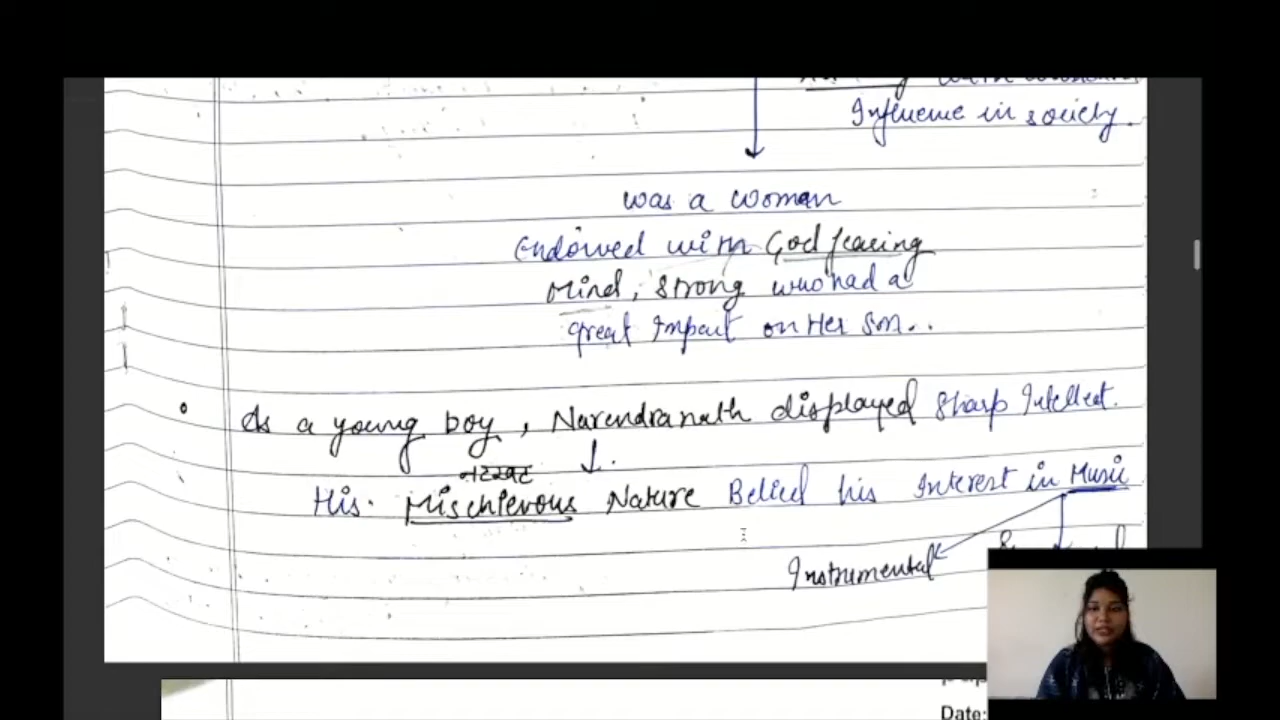 Influence in society.
was a woman
Endowed with God fearing
Mind, strong who had a
great Impact on Her son..
As a young boy, Narendranath displayed Sharp Intellect.
नटखट
His. Mischievous Nature Belied his Interest in Music
Instrumental
&
Date: